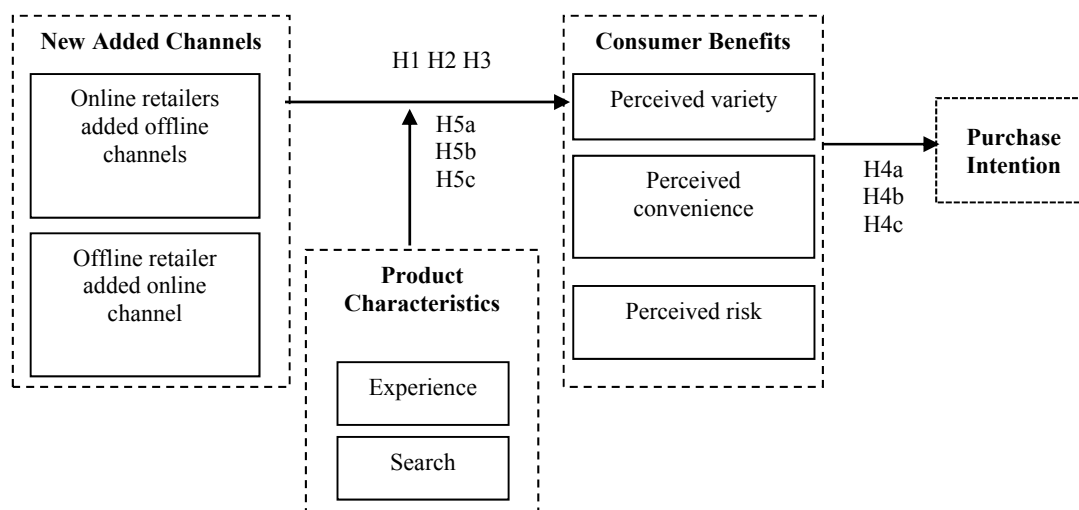 New Added Channels
Online retailers
added offline
channels
Offline retailer
added online
channel
H1 H2 H3
H5a
H5b
H5c
Product
Characteristics
Experience
Search
Consumer Benefits
Perceived variety
Perceived
convenience
Perceived risk
H4a
H4b
H4c
Purchase
Intention